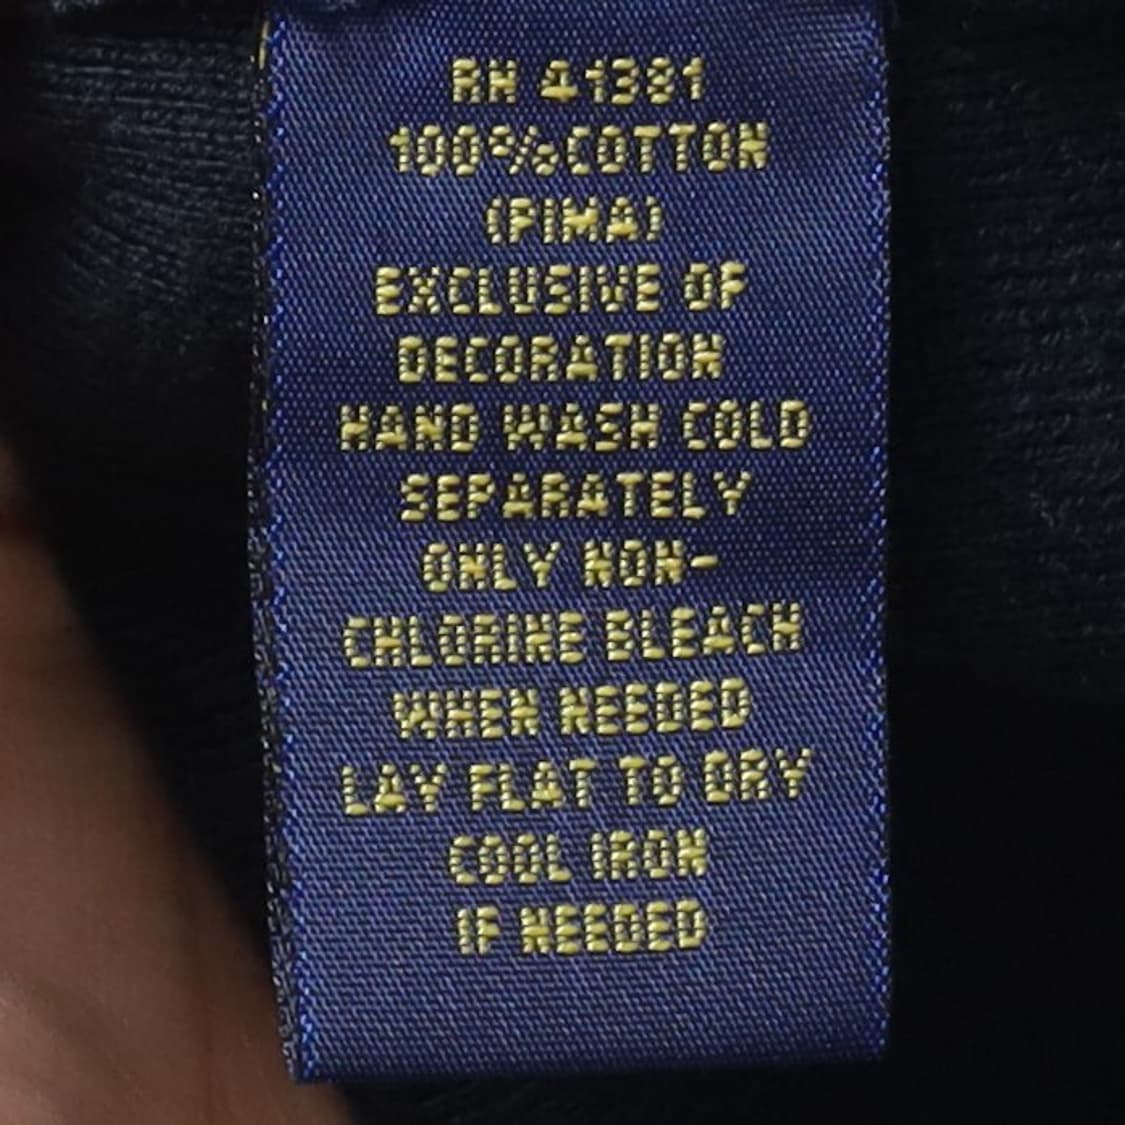 RN 41381
100%COTTON
(PIMA)
EXCLUSIVE OF
DECORATION
HAND WASH COLD
SEPARATELY
ONLY NON-
CHLORINE BLEACH
WHEN NEEDED
LAY FLAT TO DRY
COOL IRON
IF NEEDED